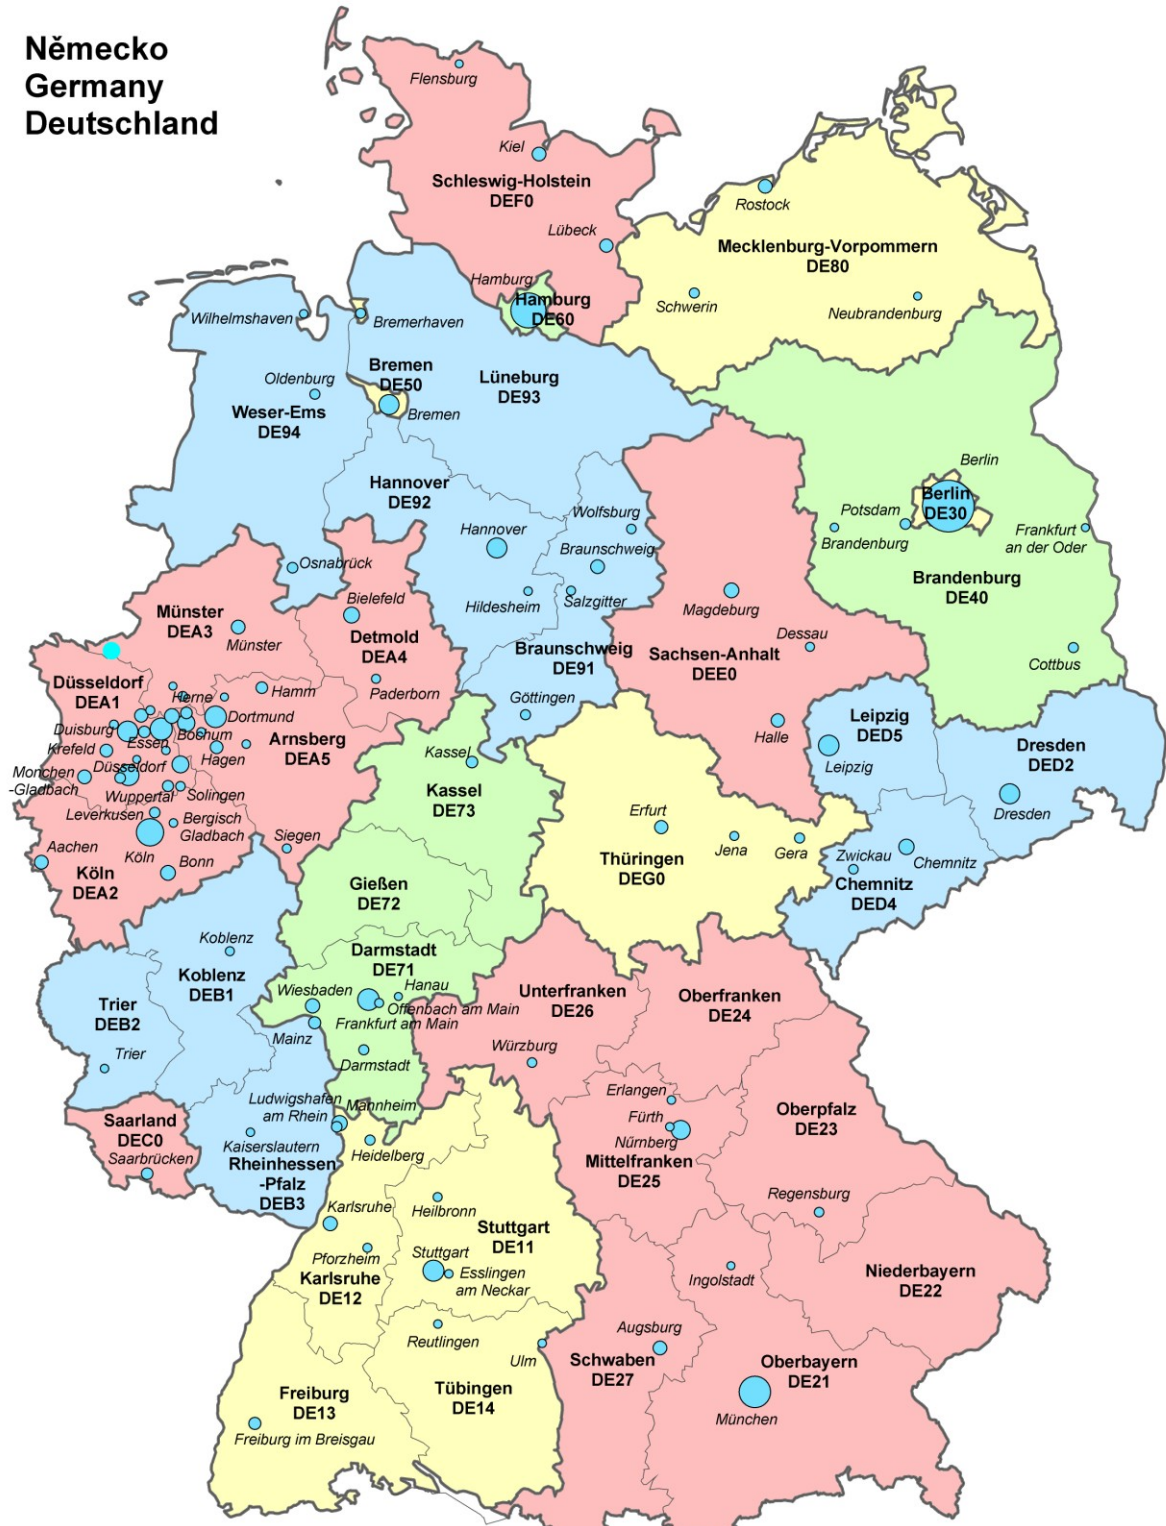 Německo
Germany
Deutschland
Flensburg
Kiel
Schleswig-Holstein
DEF0
Lübeck
Rostock
Mecklenburg-Vorpommern
DE80
Schwerin
Neubrandenburg
Hamburg
Hamburg
DE60
Wilhelmshaven
Bremerhaven
Bremen
DE50
Bremen
Lüneburg
DE93
Oldenburg
Weser-Ems
DE94
Hannover
DE92
Hannover
Wolfsburg
Braunschweig
Hildesheim
Salzgitter
Braunschweig
DE91
Göttingen
Osnabrück
Berlin
Berlin
DE30
Potsdam
Brandenburg
Frankfurt
an der Oder
Brandenburg
DE40
Cottbus
Magdeburg
Dessau
Sachsen-Anhalt
DEE0
Halle
Münster
DEA3
Münster
Bielefeld
Detmold
DEA4
Paderborn
Düsseldorf
DEA1
Herne
Hamm
Duisburg
Dortmund
Essen
Bochum
Krefeld
Hagen
Arnsberg
DEA5
Monchen
-Gladbach
Düsseldorf
Wuppertal
Solingen
Leverkusen
Bergisch
Gladbach
Aachen
Köln
Bonn
Siegen
Köln
DEA2
Kassel
Kassel
DE73
Leipzig
DED5
Leipzig
Dresden
DED2
Dresden
Erfurt
Jena
Gera
Thüringen
DEG0
Zwickau
Chemnitz
Chemnitz
DED4
Gießen
DE72
Darmstadt
DE71
Hanau
Wiesbaden
Offenbach am Main
Frankfurt am Main
Mainz
Darmstadt
Koblenz
Koblenz
DEB1
Trier
DEB2
Trier
Unterfranken
DE26
Würzburg
Oberfranken
DE24
Saarland
DEC0
Saarbrücken
Ludwigshafen
am Rhein
Mannheim
Kaiserslautern
Heidelberg
Rheinhessen
-Pfalz
DEB3
Erlangen
Fürth
Nűrnberg
Mittelfranken
DE25
Oberpfalz
DE23
Regensburg
Karlsruhe
Pforzheim
Karlsruhe
DE12
Heilbronn
Stuttgart
DE11
Stuttgart
Esslingen
am Neckar
Ingolstadt
Niederbayern
DE22
Reutlingen
Ulm
Augsburg
Schwaben
DE27
Oberbayern
DE21
München
Freiburg
DE13
Freiburg im Breisgau
Tübingen
DE14